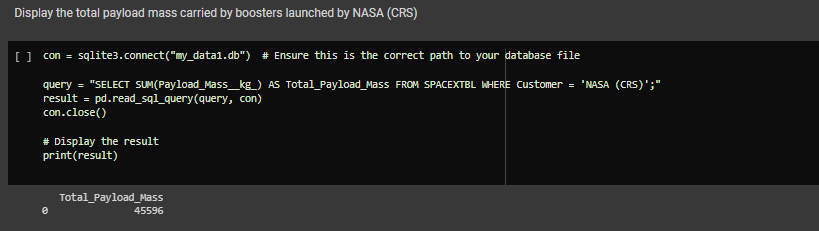 Display the total payload mass carried by boosters launched by NASA (CRS)
[ ] con = sqlite3.connect("my_data1.db")  # Ensure this is the correct path to your database file
query = "SELECT SUM(Payload_Mass__kg_) AS Total_Payload_Mass FROM SPACEXTBL WHERE Customer = 'NASA (CRS)';"
result = pd.read_sql_query(query, con)
con.close()
# Display the result
print(result)
Total_Payload_Mass
0 45596